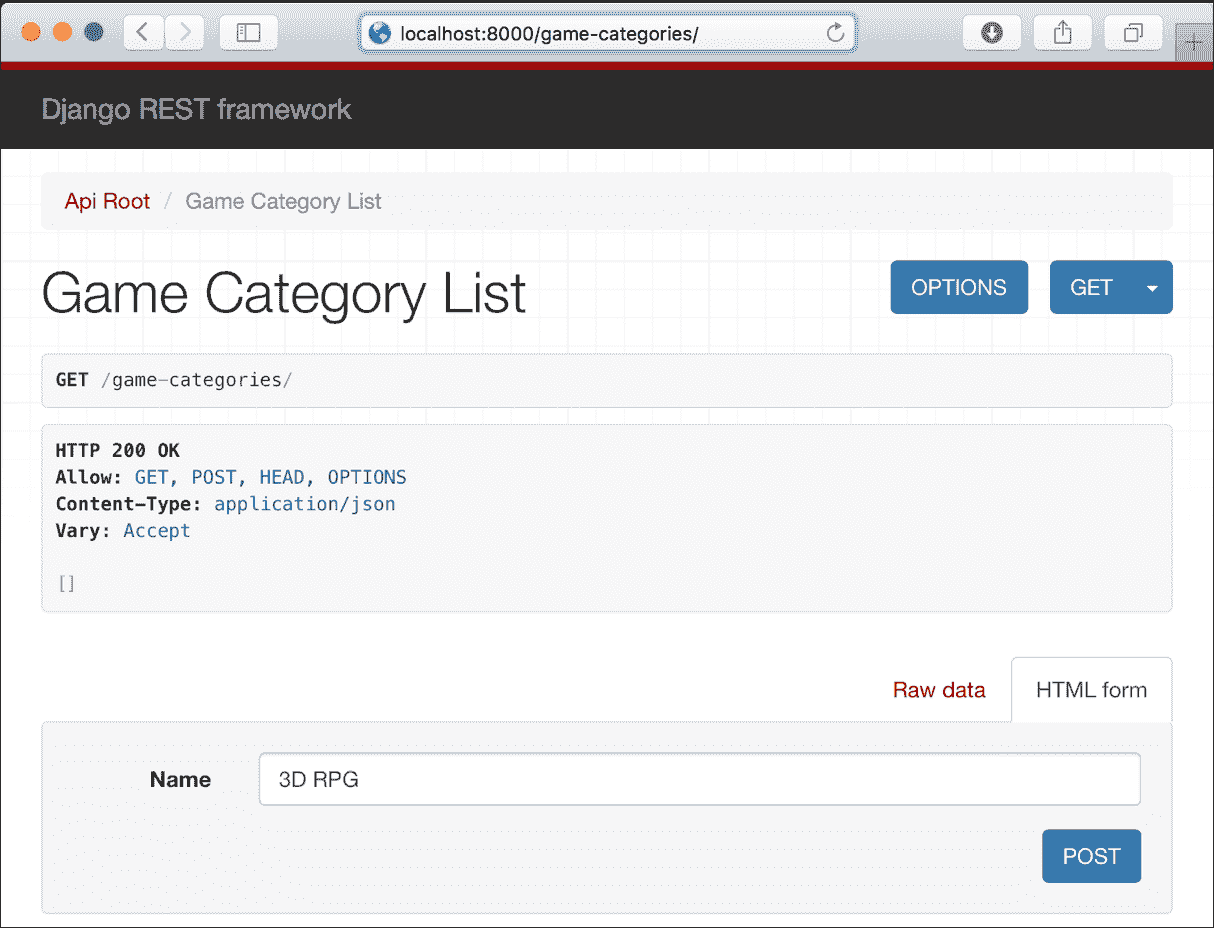 localhost:8000/game-categories/
Django REST framework
Api Root / Game Category List
Game Category List
OPTIONS
GET
GET /game-categories/
HTTP 200 OK
Allow: GET, POST, HEAD, OPTIONS
Content-Type: application/json
Vary: Accept
[]
Raw data
HTML form
Name
3D RPG
POST